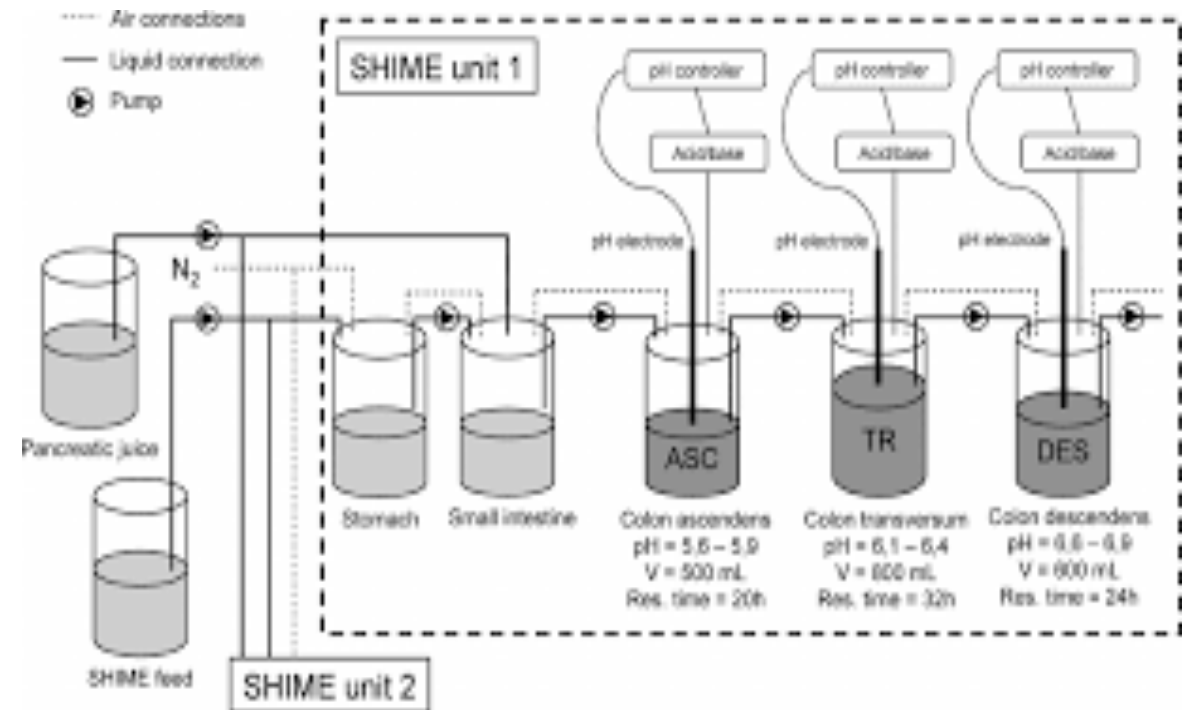 Air connections
Liquid connection
Pump
SHIME unit 1
pH controller
pH controller
pH controller
Acid/base
Acid/base
Acid/base
pH electrode
pH electrode
pH electrode
N2
Pancreatic juice
ASC
TR
DES
Stomach
Small intestine
Colon ascendens
pH = 5,6 – 5,9
V = 500 mL
Res. time = 20h
Colon transversum
pH = 6,1 – 6,4
V = 800 mL
Res. time = 32h
Colon descendens
pH = 6,6 – 6,9
V = 600 mL
Res. time = 24h
SHIME feed
SHIME unit 2